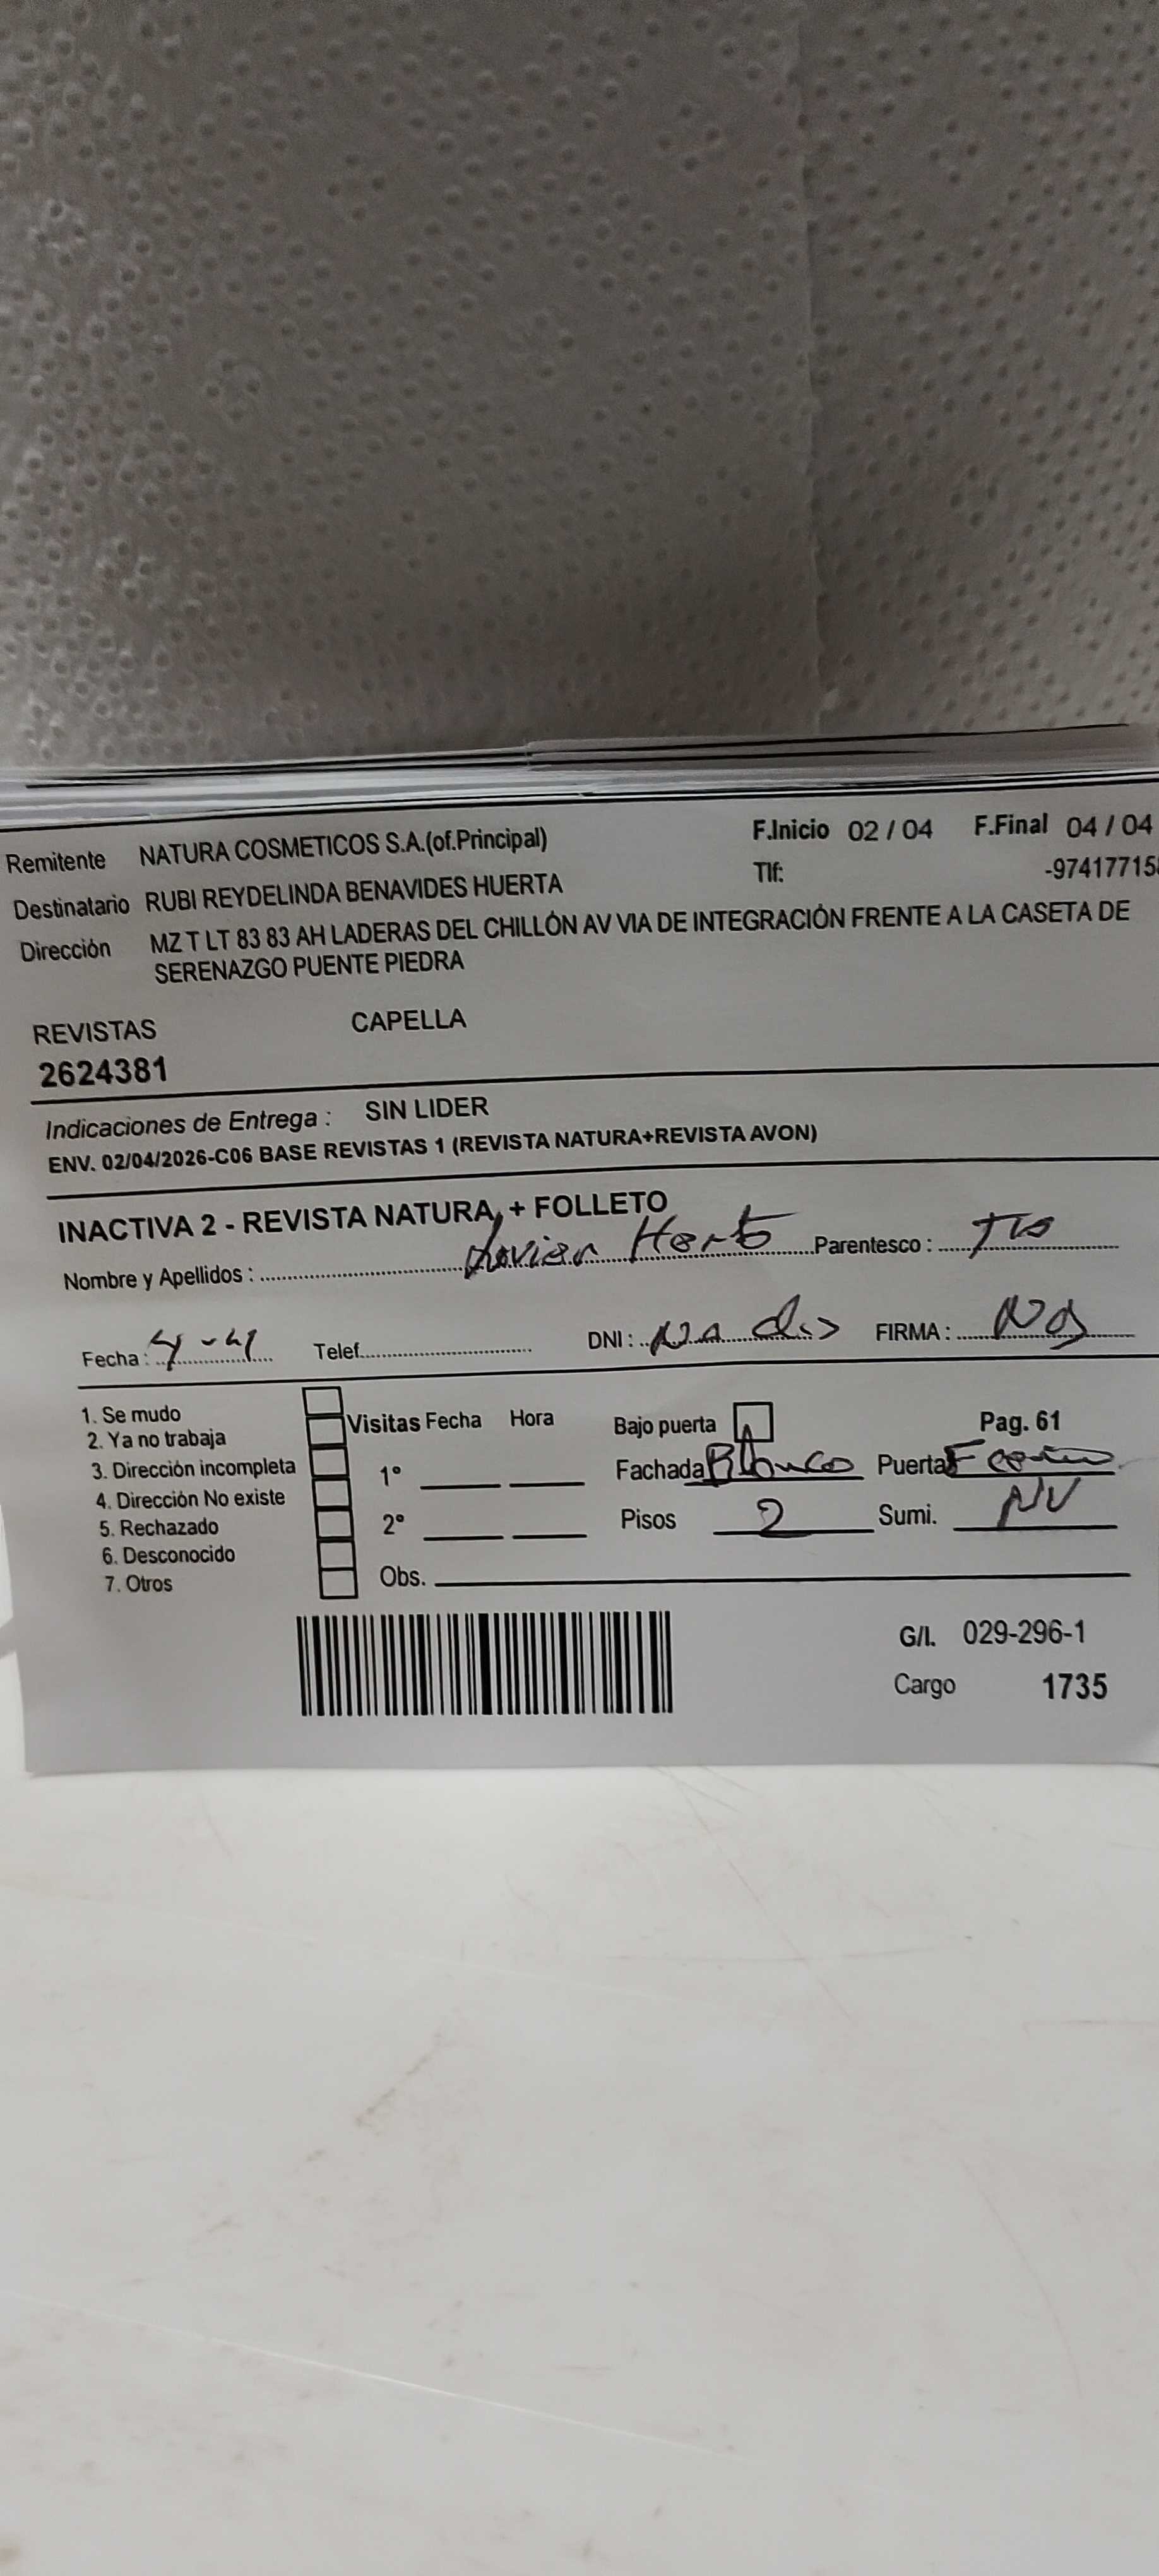 Remitente NATURA COSMETICOS S.A.(of.Principal) F.Inicio 02 / 04 F.Final 04 / 04
Destinatario RUBI REYDELINDA BENAVIDES HUERTA Tlf: -97417715
Dirección MZ T LT 83 83 AH LADERAS DEL CHILLÓN AV VIA DE INTEGRACIÓN FRENTE A LA CASETA DE
SERENAZGO PUENTE PIEDRA
REVISTAS CAPELLA
2624381
Indicaciones de Entrega : SIN LIDER
ENV. 02/04/2026-C06 BASE REVISTAS 1 (REVISTA NATURA+REVISTA AVON)
INACTIVA 2 - REVISTA NATURA + FOLLETO
Nombre y Apellidos : Parentesco : Tio
Fecha : Telef. DNI : No FIRMA :
1. Se mudo
2. Ya no trabaja Visitas Fecha Hora Bajo puerta Pag. 61
3. Dirección incompleta 1° Fachada Blanco Puerta
4. Dirección No existe
5. Rechazado 2° Pisos 2 Sumi. NV
6. Desconocido
7. Otros Obs.
G/I. 029-296-1
Cargo 1735